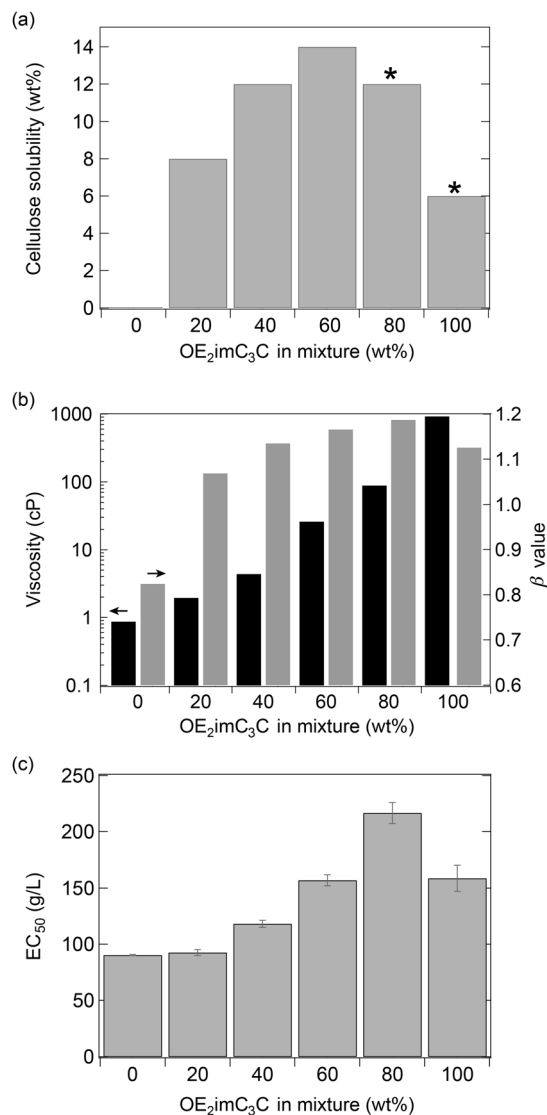 (a)
Cellulose solubility (wt%)
14
12
10
8
6
4
2
0
*
*
0 20 40 60 80 100
OE₂imC₃C in mixture (wt%)
(b)
Viscosity (cP)
1000
100
10
1
0.1
1.2
1.1
1.0
0.9
0.8
0.7
0.6
β value
0 20 40 60 80 100
OE₂imC₃C in mixture (wt%)
(c)
EC₅₀ (g/L)
250
200
150
100
50
0
0 20 40 60 80 100
OE₂imC₃C in mixture (wt%)